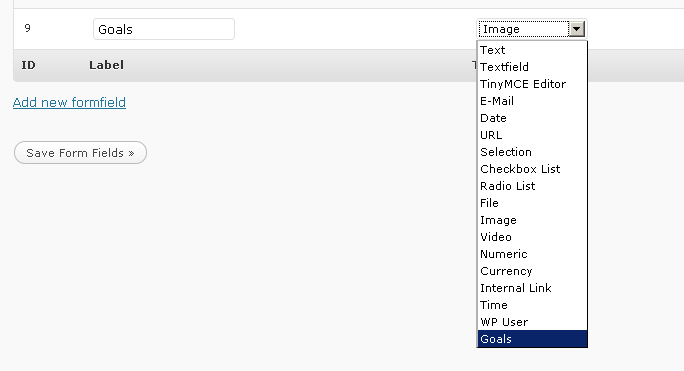 9 Goals Image
ID Label T
Text
Textfield
TinyMCE Editor
E-Mail
Date
URL
Selection
Checkbox List
Radio List
File
Image
Video
Numeric
Currency
Internal Link
Time
WP User
Goals
Add new formfield
Save Form Fields »